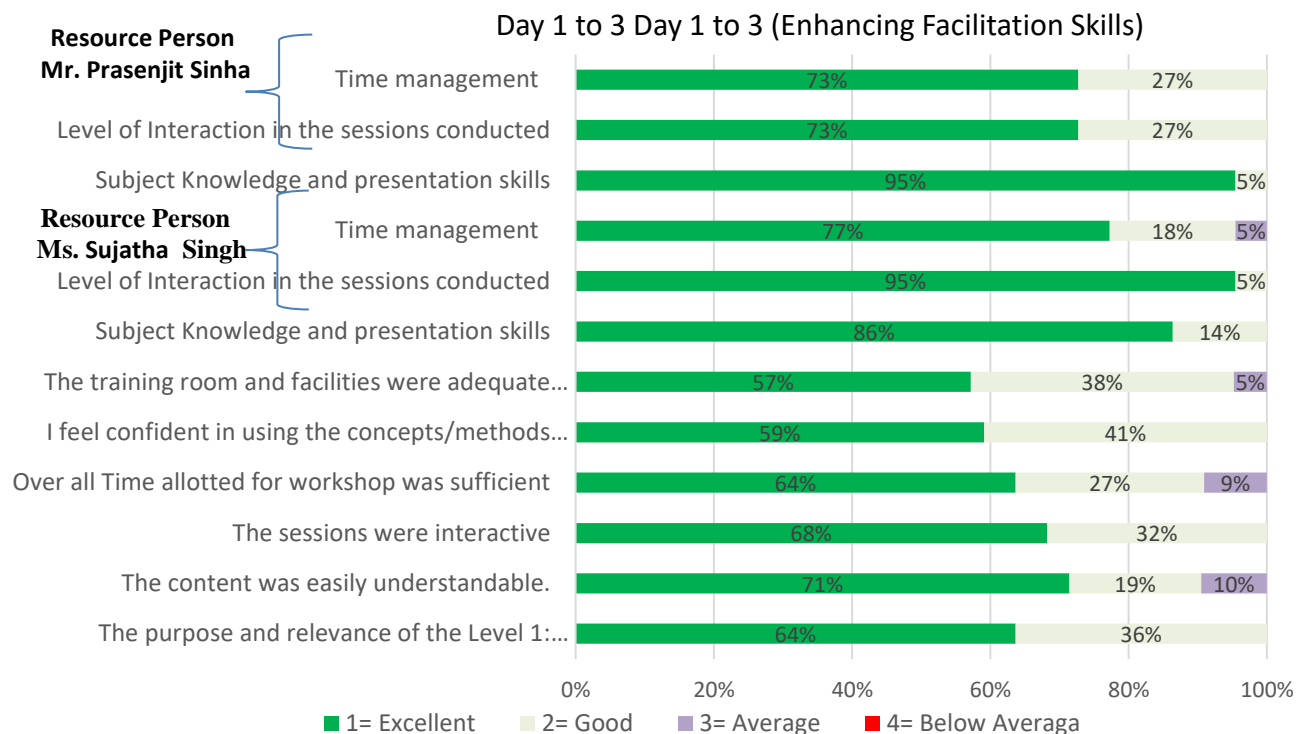 Day 1 to 3 Day 1 to 3 (Enhancing Facilitation Skills)
Resource Person
Mr. Prasenjit Sinha
Time management 73% 27%
Level of Interaction in the sessions conducted 73% 27%
Subject Knowledge and presentation skills 95% 5%
Resource Person
Ms. Sujatha Singh
Time management 77% 18% 5%
Level of Interaction in the sessions conducted 95% 5%
Subject Knowledge and presentation skills 86% 14%
The training room and facilities were adequate... 57% 38% 5%
I feel confident in using the concepts/methods... 59% 41%
Over all Time allotted for workshop was sufficient 64% 27% 9%
The sessions were interactive 68% 32%
The content was easily understandable. 71% 19% 10%
The purpose and relevance of the Level 1:... 64% 36%
0% 20% 40% 60% 80% 100%
1= Excellent 2= Good 3= Average 4= Below Averaga